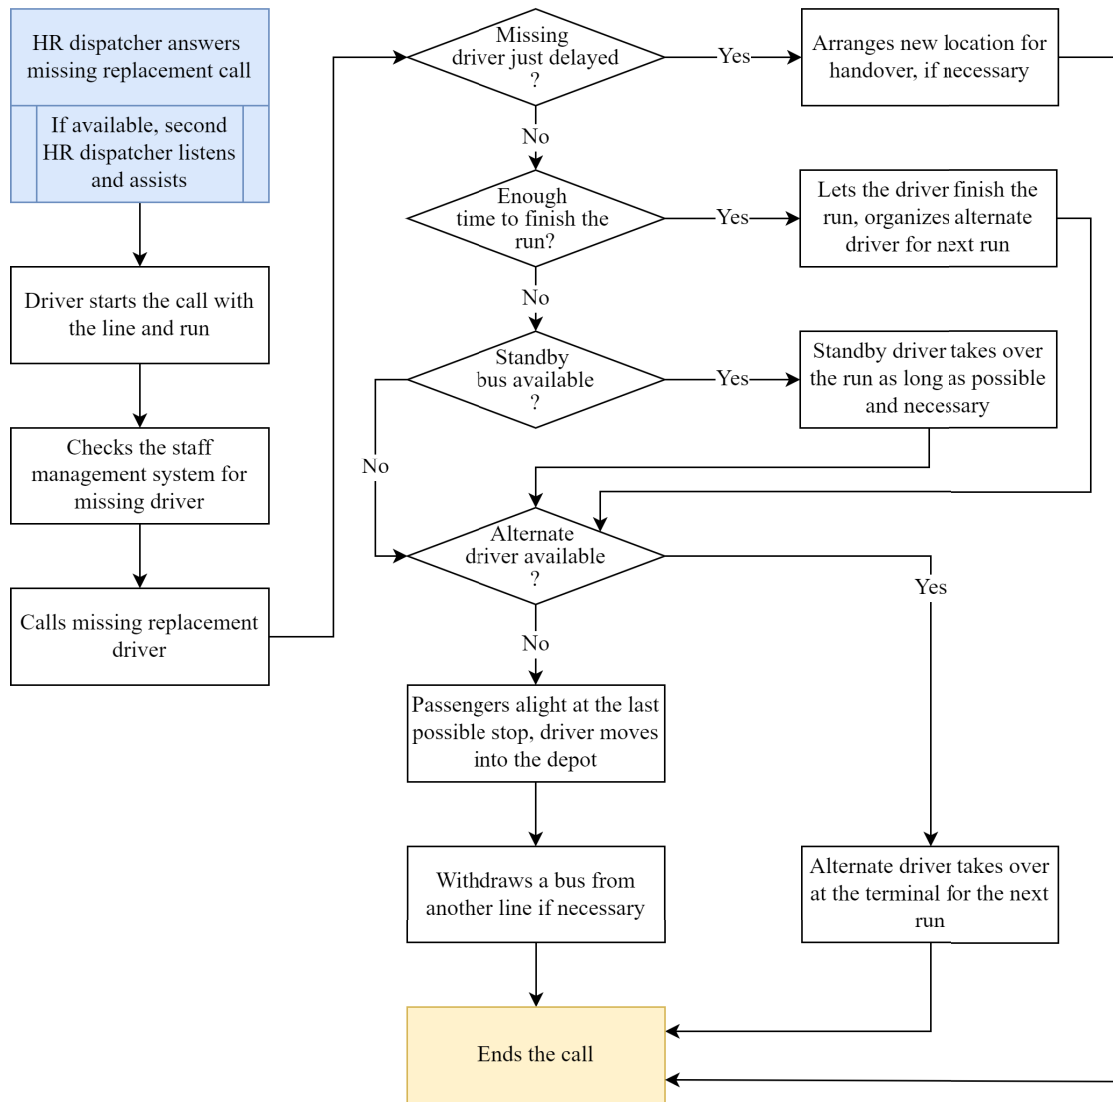 HR dispatcher answers
missing replacement call
If available, second
HR dispatcher listens
and assists
Driver starts the call with
the line and run
Checks the staff
management system for
missing driver
Calls missing replacement
driver
Missing
driver just delayed
?
Yes
Arranges new location for
handover, if necessary
No
Enough
time to finish the
run?
Yes
Lets the driver finish the
run, organizes alternate
driver for next run
No
Standby
bus available
?
Yes
Standby driver takes over
the run as long as possible
and necessary
No
Alternate
driver available
?
Yes
No
Passengers alight at the last
possible stop, driver moves
into the depot
Withdraws a bus from
another line if necessary
Alternate driver takes over
at the terminal for the next
run
Ends the call